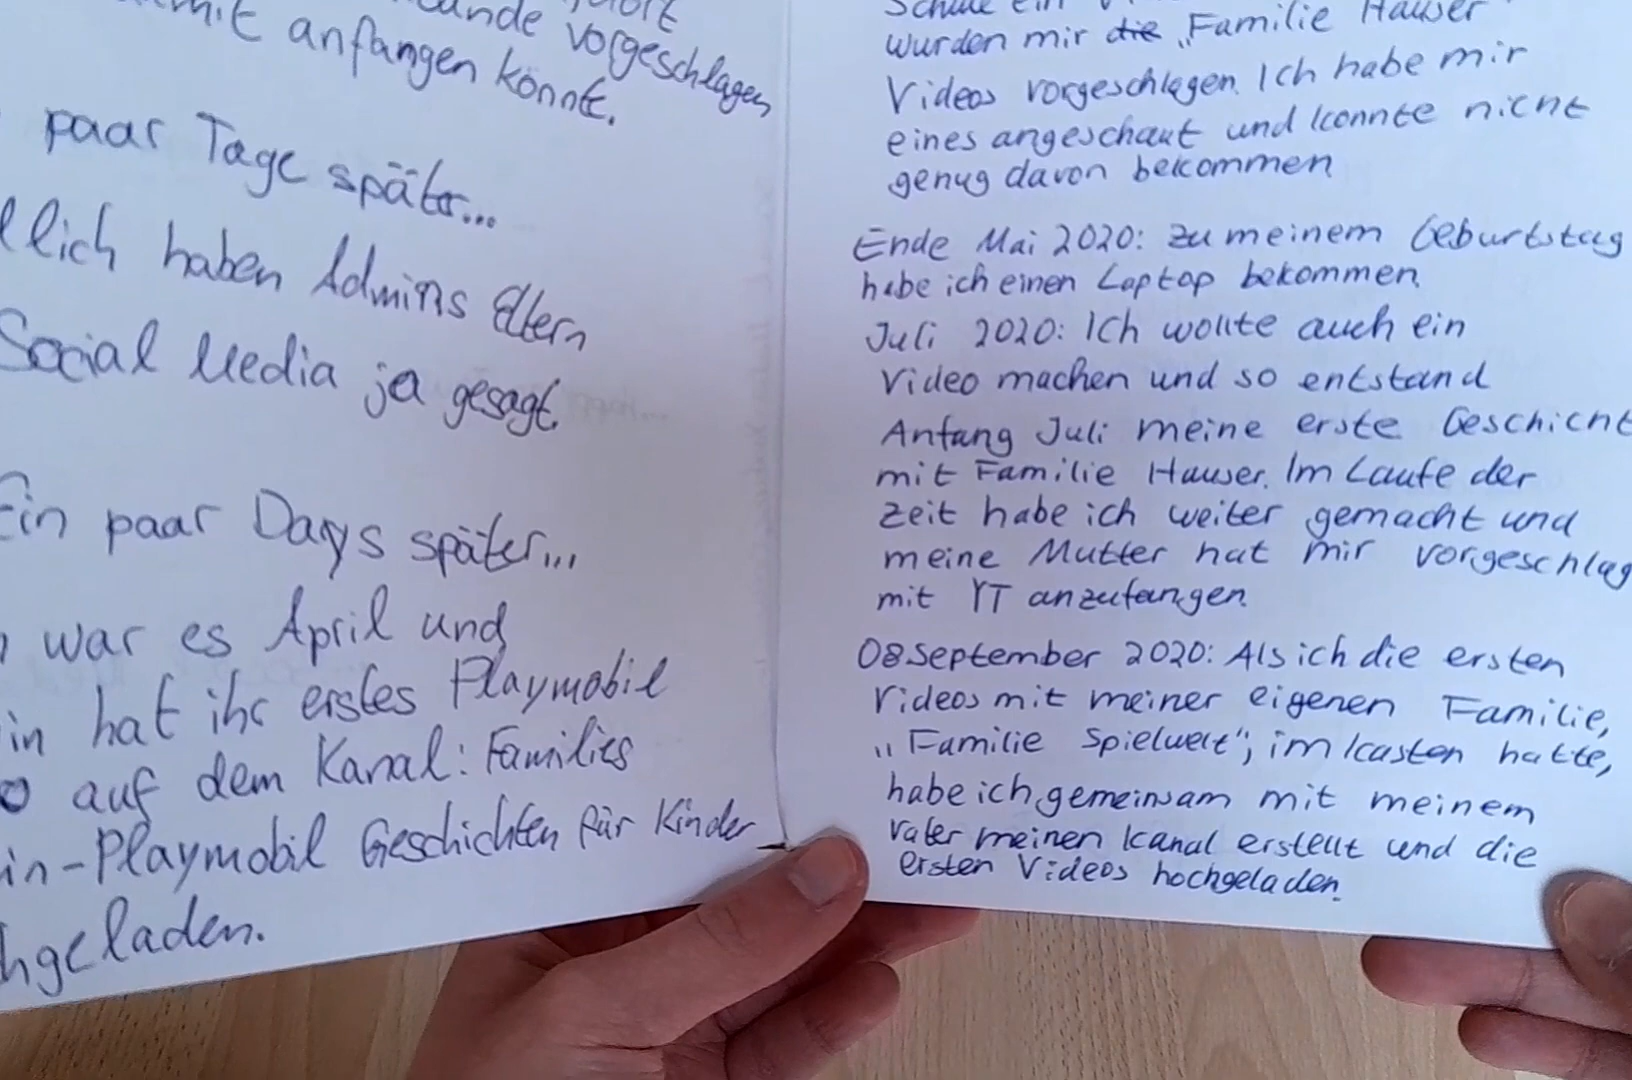 mit anfangen könnte.
vorgeschlagen
paar Tage später...
llich haben Admins Eltern
Social Media ja gesagt.
Ein paar Days später...
war es April und
in hat ihr erstes Playmobil
o auf dem Kanal: Families
in-Playmobil Geschichten für Kinder
hgeladen.
Schule ein
wurden mir die „Familie Hauser
Videos vorgeschlagen. Ich habe mir
eines angeschaut und konnte nicht
genug davon bekommen
Ende Mai 2020: Zu meinem Geburtstag
habe ich einen Laptop bekommen.
Juli 2020: Ich wollte auch ein
Video machen und so entstand
Anfang Juli meine erste Geschicht
mit Familie Hauser. Im Laufe der
Zeit habe ich weiter gemacht und
meine Mutter hat mir vorgeschlag
mit YT anzufangen.
08 September 2020: Als ich die ersten
Videos mit meiner eigenen Familie,
„Familie Spielwelt", im Kasten hatte,
habe ich gemeinsam mit meinem
Vater meinen Kanal erstellt und die
ersten Videos hochgeladen.